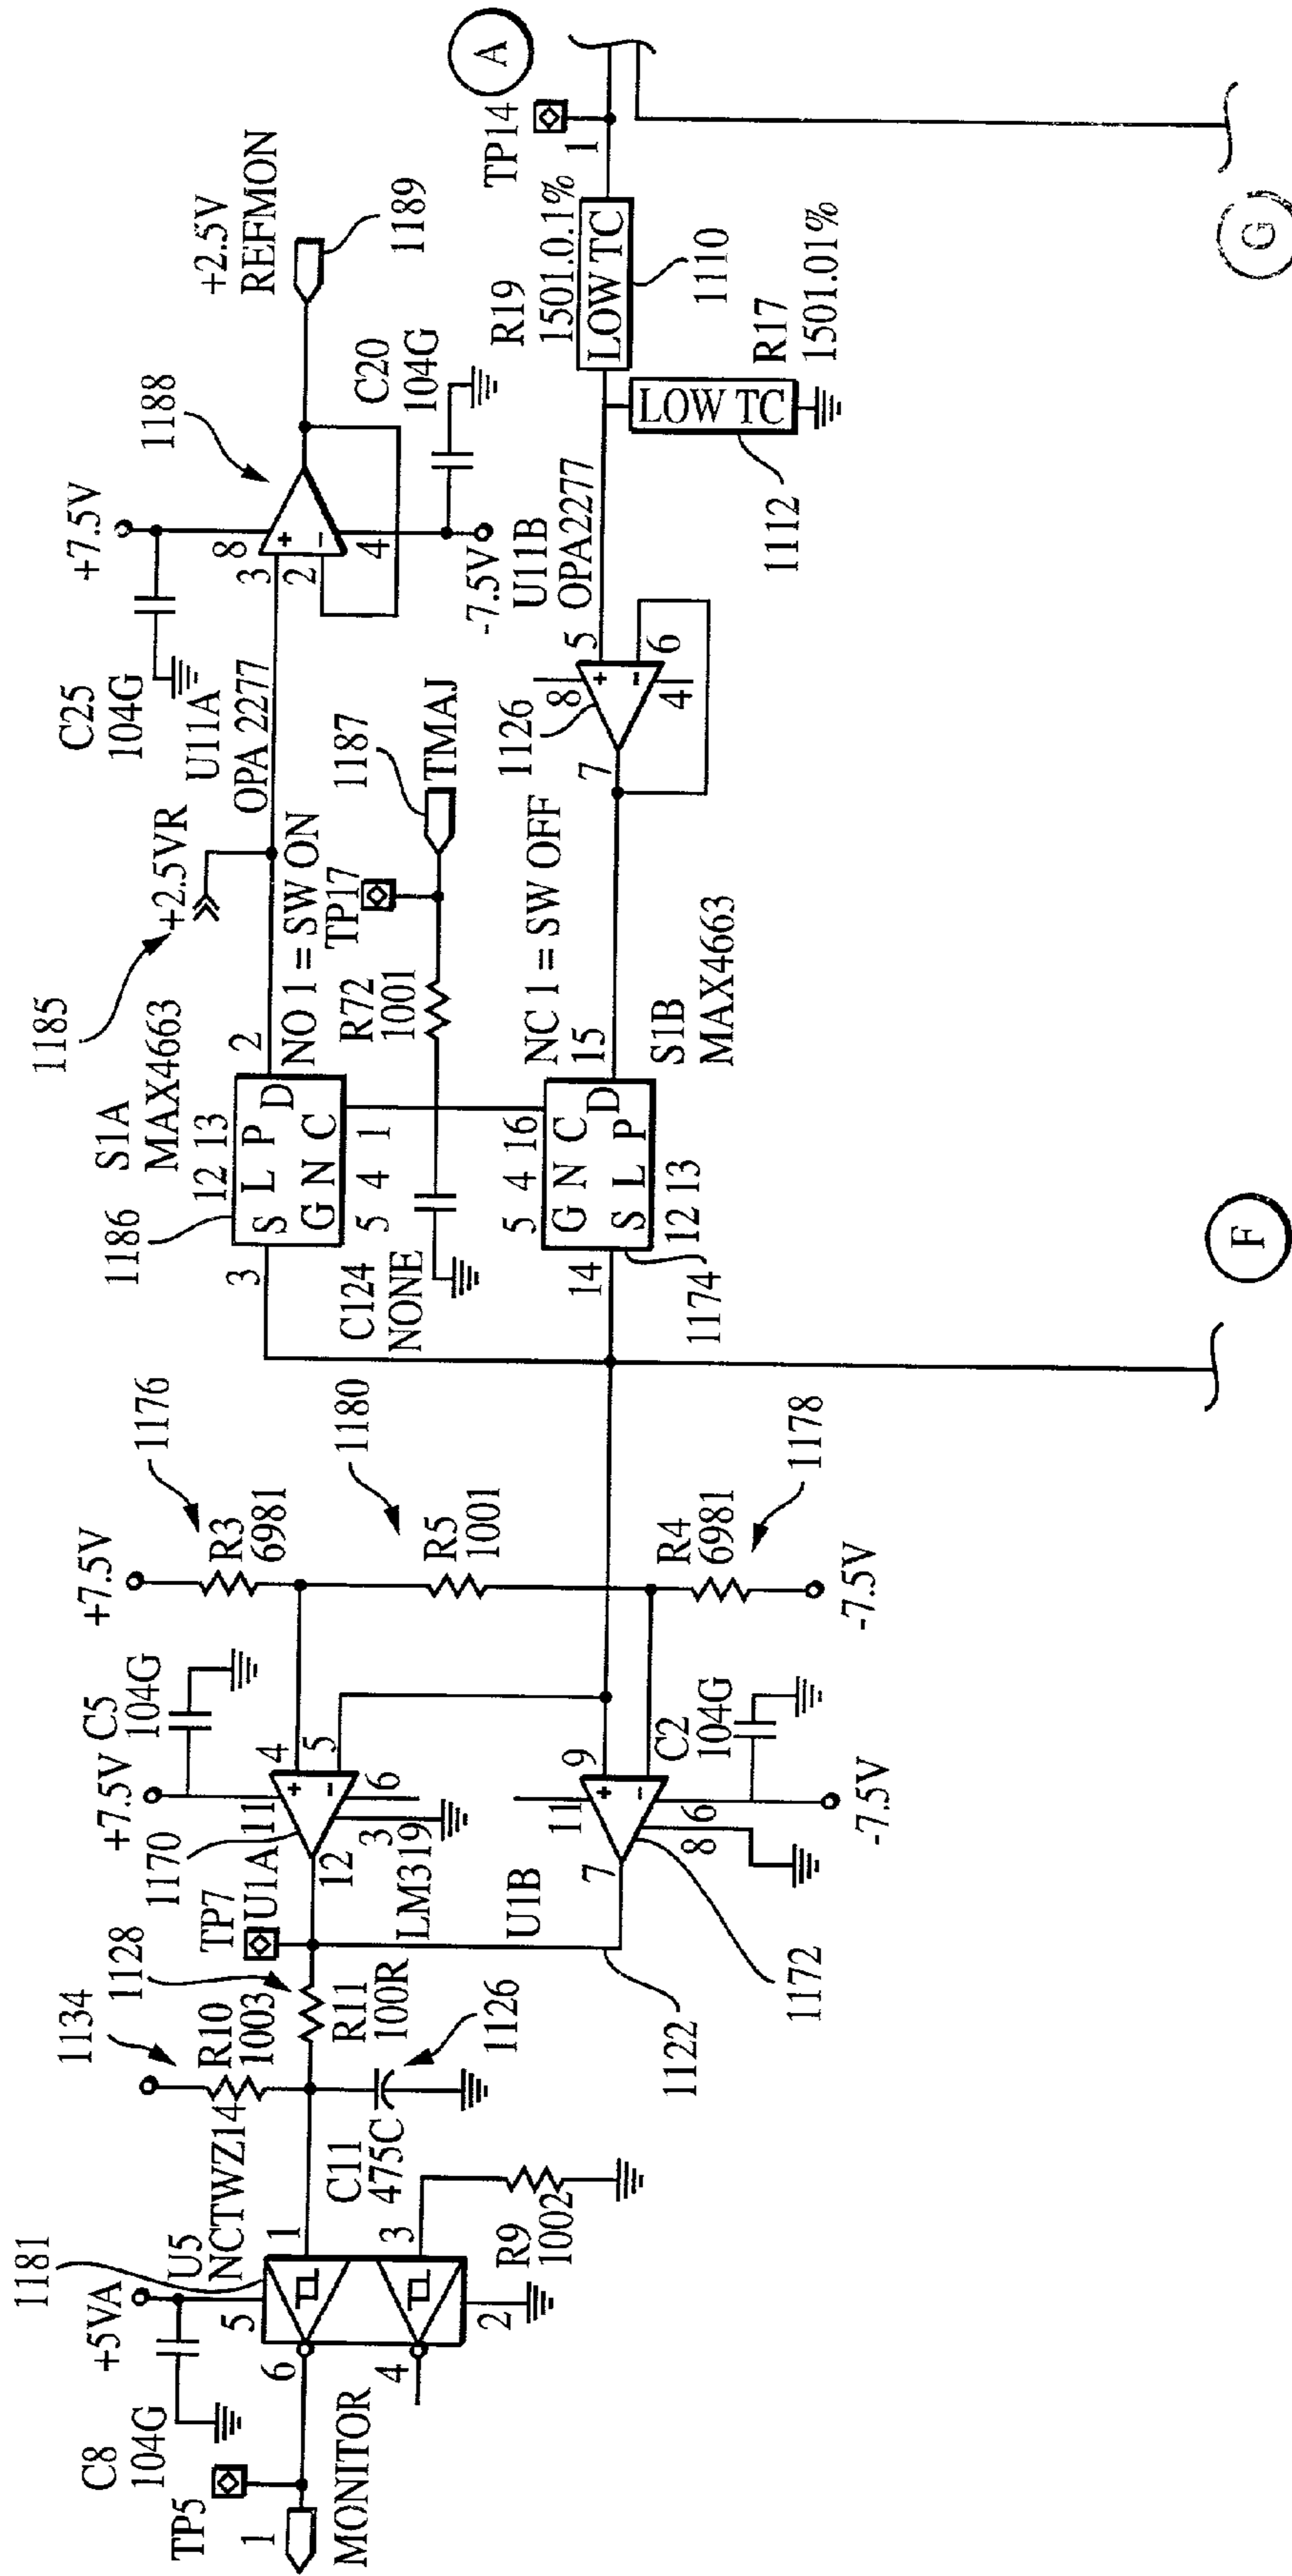 A
TP14
1
R19
1501.0.1%
LOW TC
1110
R17
1501.01%
LOW TC
1112
G
+2.5V
REFMON
1189
1188
+7.5V
C25
104G
8
3
2
4
C20
104G
-7.5V
U11A
OPA 2277
U11B
OPA2277
5
6
8
4
7
1126
1185
+2.5VR
S1A
MAX4663
12 13
2
S L P D
G N C
5 4 1
3
1186
NO 1 = SW ON
TP17
1187
TMAJ
R72
1001
C124
NONE
NC 1 = SW OFF
15
5 4 16
G N C
S L P D
12 13
14
1174
S1B
MAX4663
F
1176
+7.5V
R3
6981
1180
R5
1001
R4
6981
1178
-7.5V
C5
104G
+7.5V
11
4
5
6
3
12
1170
U1A
LM319
TP7
9
11
6
8
7
U1B
C2
104G
-7.5V
1172
1122
1128
1134
R10
1003
R11
100R
1126
C11
475C
U5
NCTWZ14
1181
+5VA
C8
104G
5
1
6
3
4
2
R9
1002
TP5
1
MONITOR